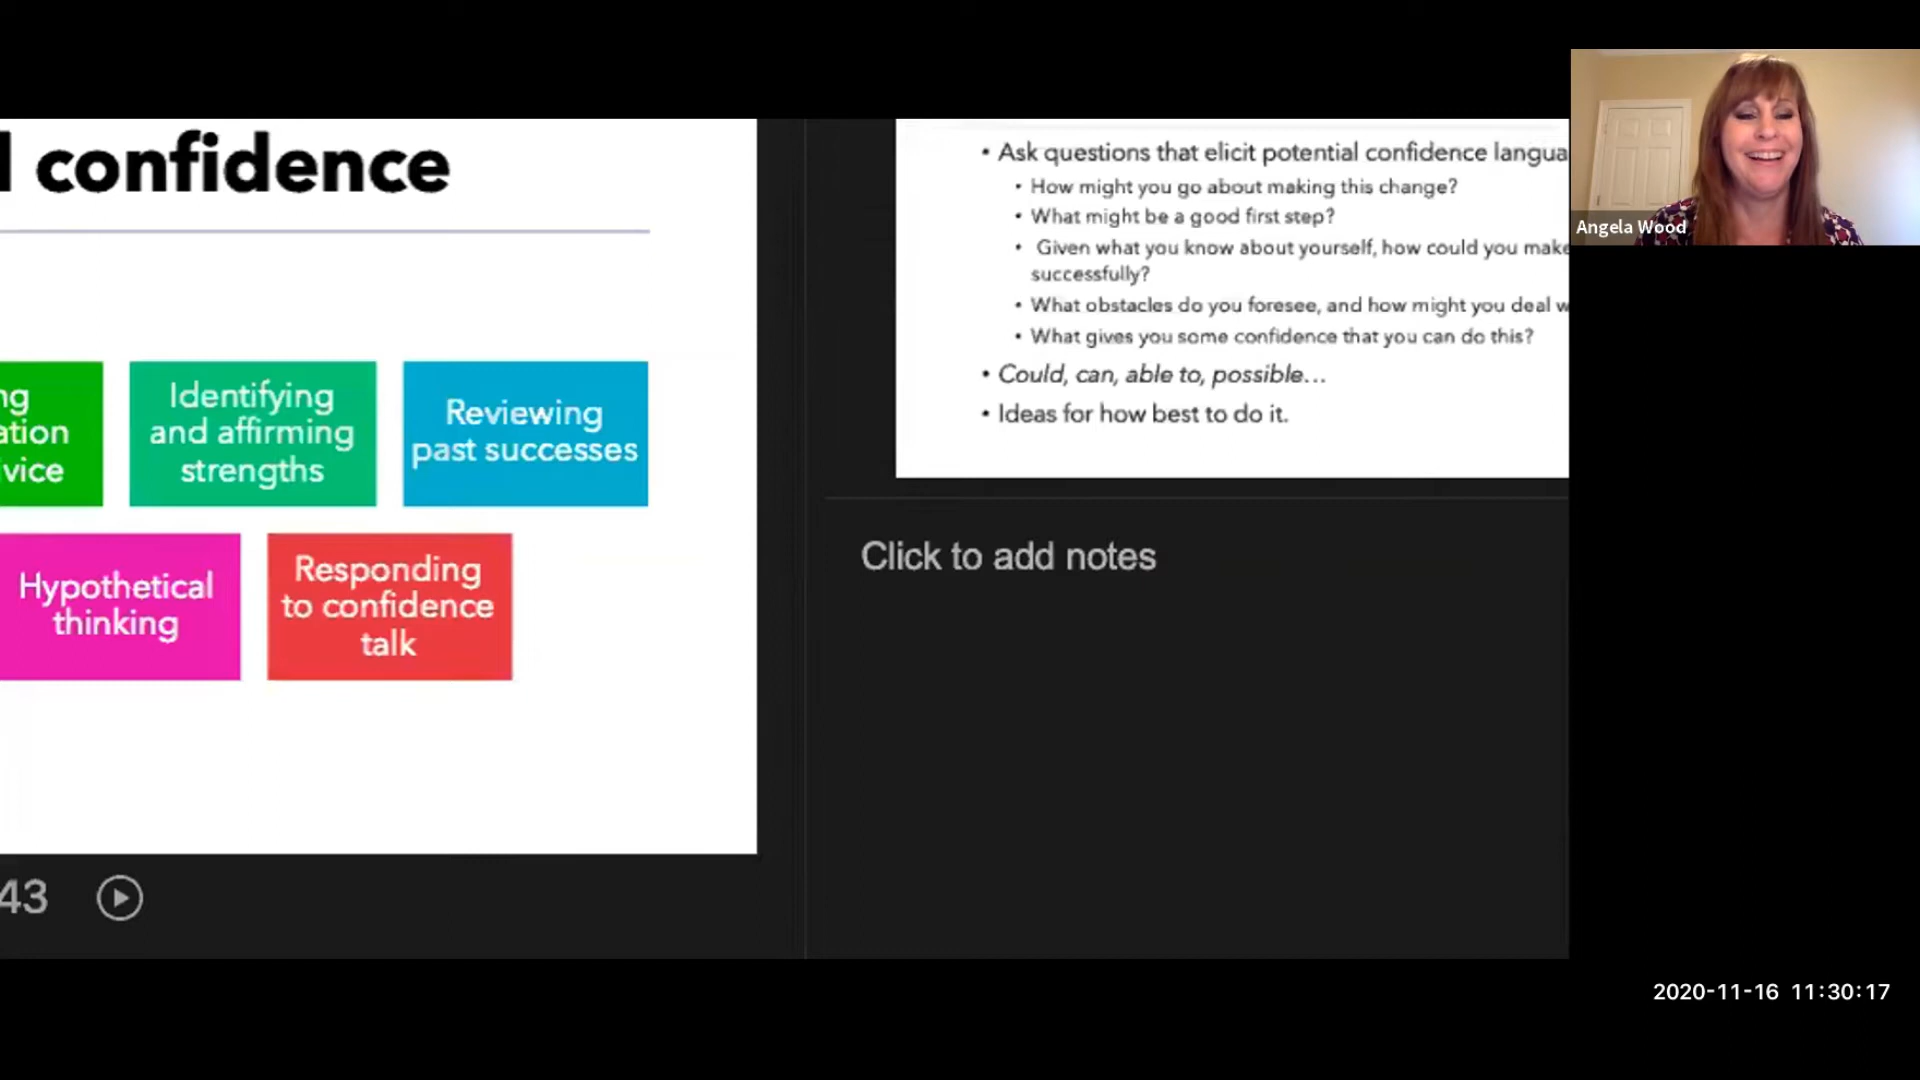 confidence
Identifying
and affirming
strengths
Reviewing
past successes
Hypothetical
thinking
Responding
to confidence
talk
43
• Ask questions that elicit potential confidence langua
• How might you go about making this change?
• What might be a good first step?
• Given what you know about yourself, how could you make
successfully?
• What obstacles do you foresee, and how might you deal w
• What gives you some confidence that you can do this?
• Could, can, able to, possible...
• Ideas for how best to do it.
Click to add notes
Angela Wood
2020-11-16 11:30:17